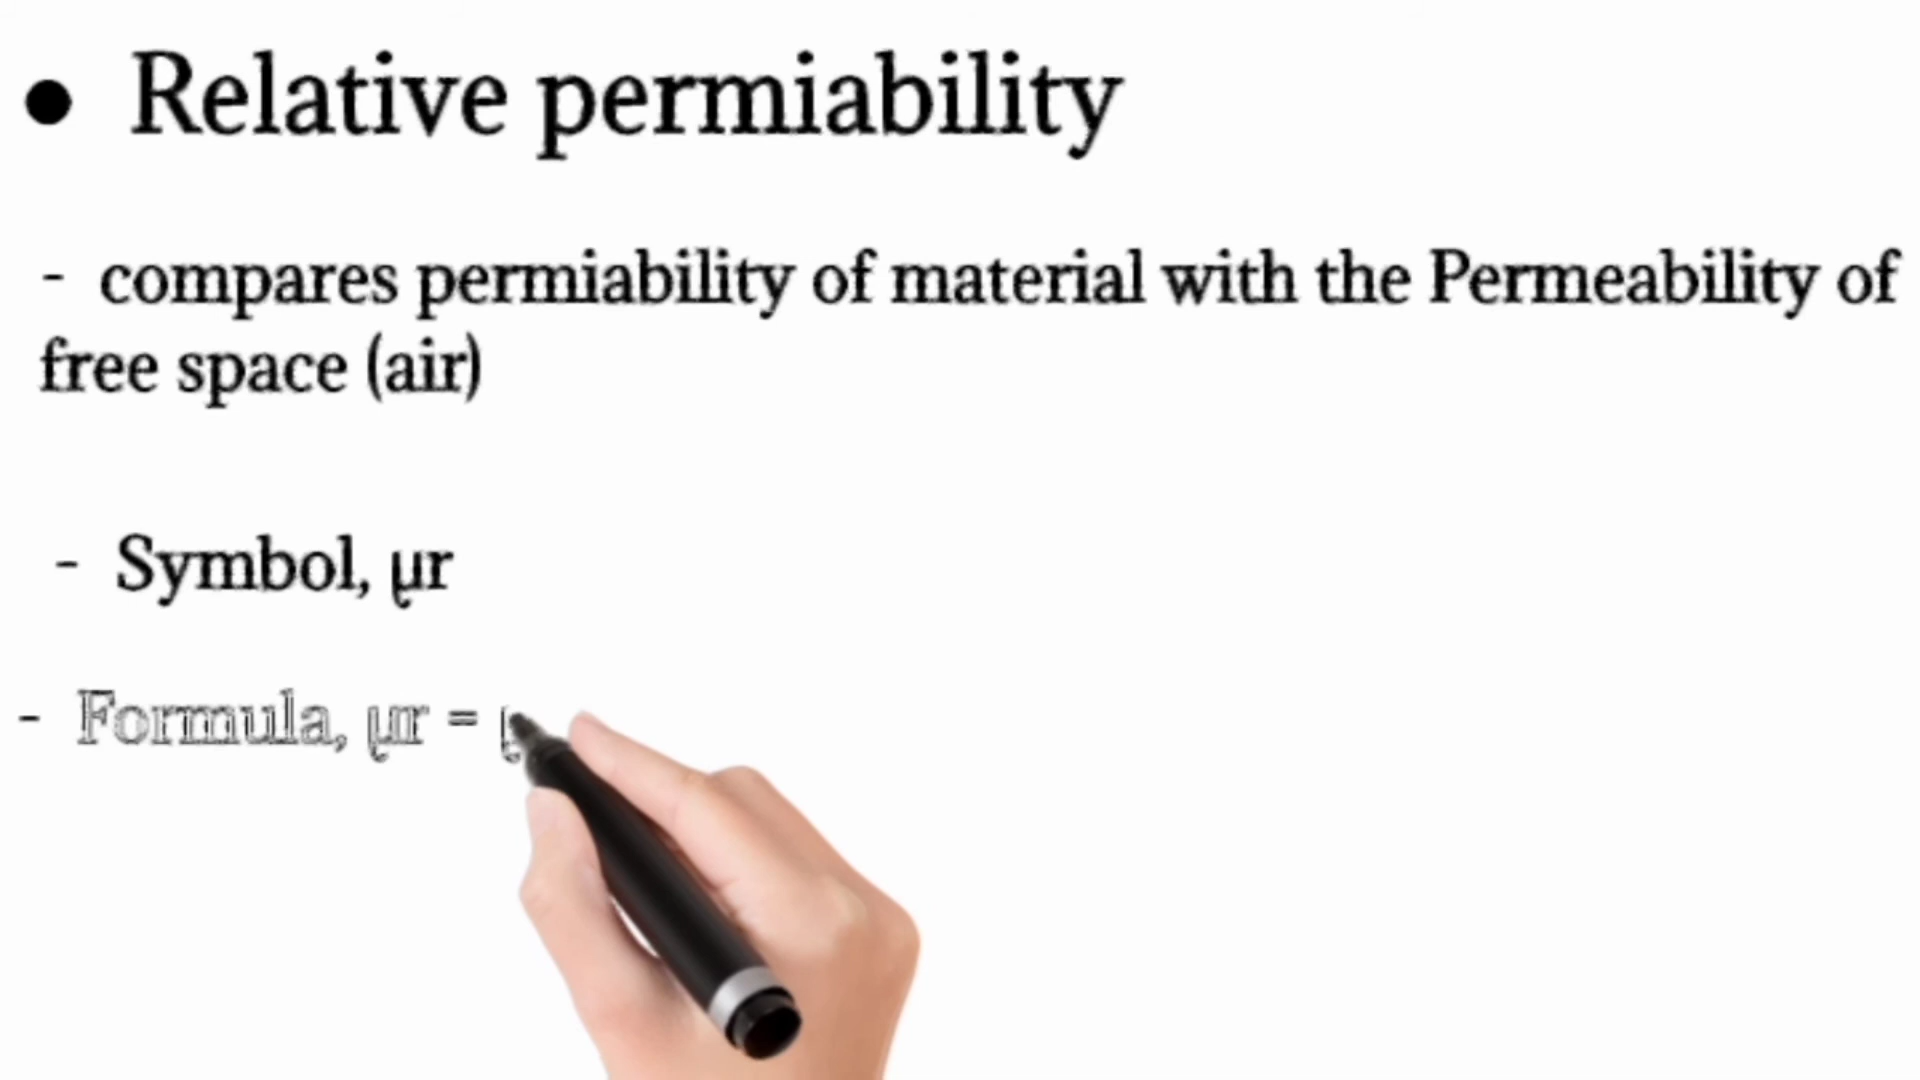 ● Relative permiability
- compares permiability of material with the Permeability of
free space (air)
- Symbol, μr
- Formula, μr =